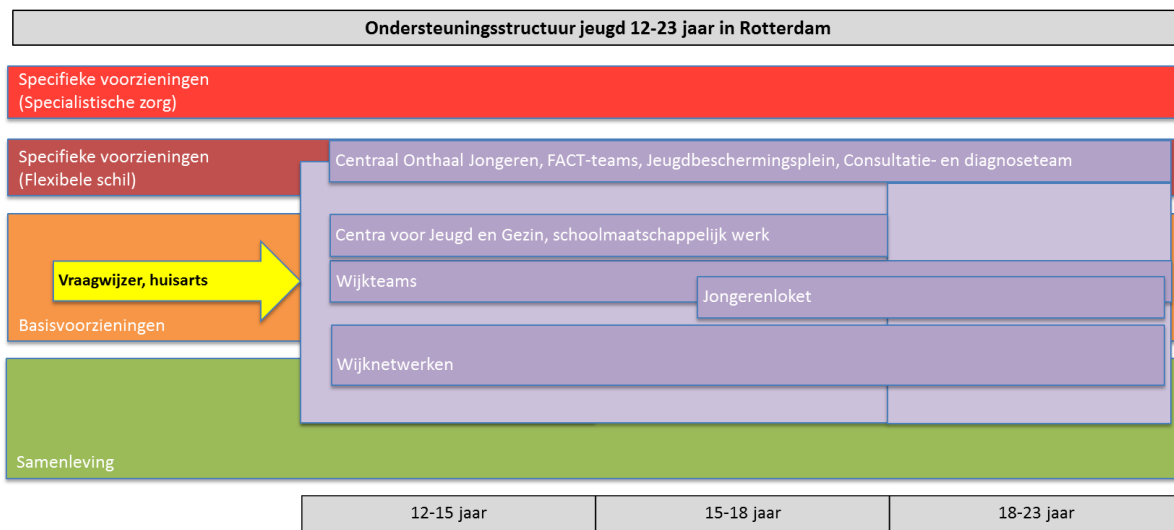 Ondersteuningsstructuur jeugd 12-23 jaar in Rotterdam
Specifieke voorzieningen
(Specialistische zorg)
Specifieke voorzieningen
(Flexibele schil)
Centraal Onthaal Jongeren, FACT-teams, Jeugdbeschermingsplein, Consultatie- en diagnoseteam
Centra voor Jeugd en Gezin, schoolmaatschappelijk werk
Vraagwijzer, huisarts
Wijkteams
Jongerenloket
Basisvoorzieningen
Wijknetwerken
Samenleving
12-15 jaar
15-18 jaar
18-23 jaar